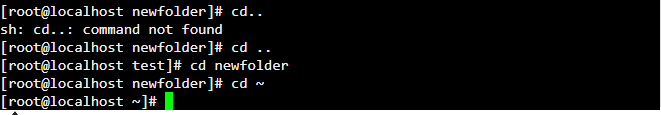 [root@localhost newfolder]# cd..
sh: cd..: command not found
[root@localhost newfolder]# cd ..
[root@localhost test]# cd newfolder
[root@localhost newfolder]# cd ~
[root@localhost ~]#